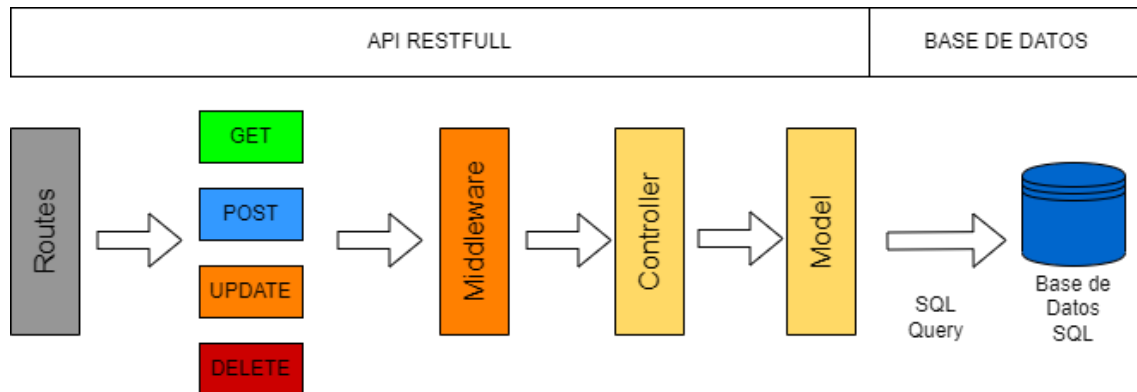 API RESTFULL
BASE DE DATOS
Routes
GET
POST
UPDATE
DELETE
Middleware
Controller
Model
SQL
Query
Base de
Datos
SQL